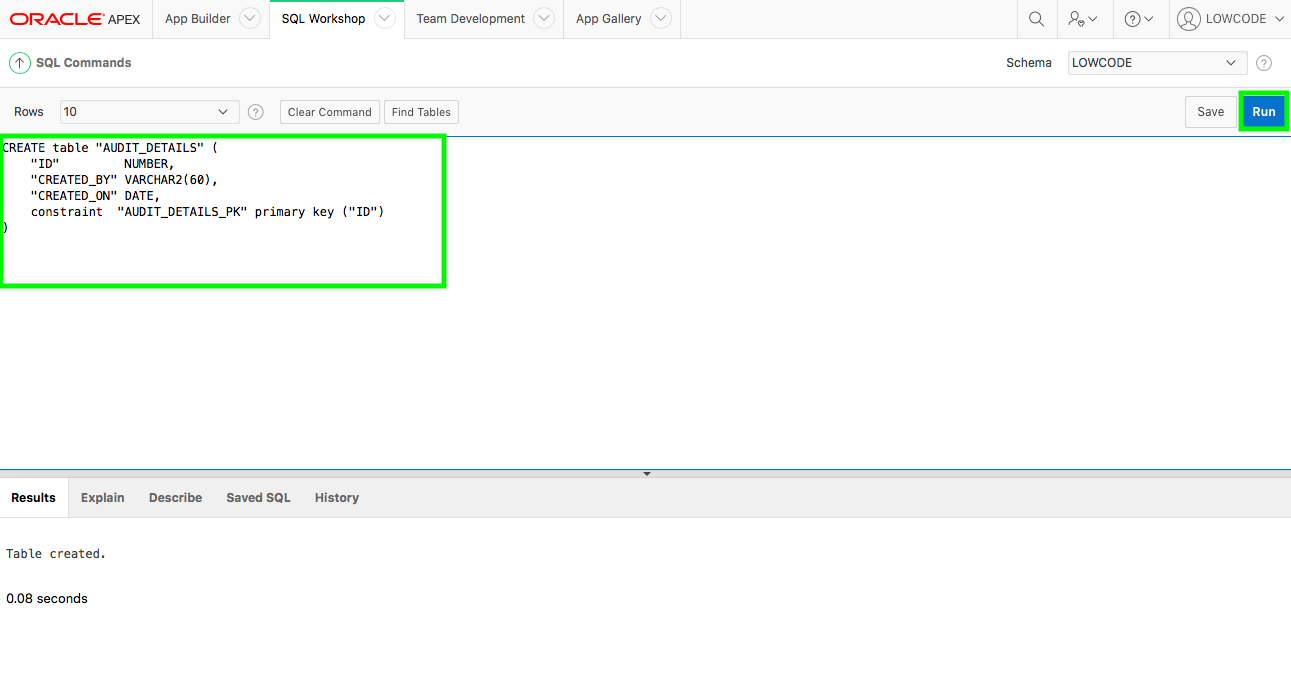 ORACLE APEX App Builder SQL Workshop Team Development App Gallery ? LOWCODE
SQL Commands Schema LOWCODE ?
Rows 10 ? Clear Command Find Tables Save Run
CREATE table "AUDIT_DETAILS" (
"ID" NUMBER,
"CREATED_BY" VARCHAR2(60),
"CREATED_ON" DATE,
constraint "AUDIT_DETAILS_PK" primary key ("ID")
)
Results Explain Describe Saved SQL History
Table created.
0.08 seconds